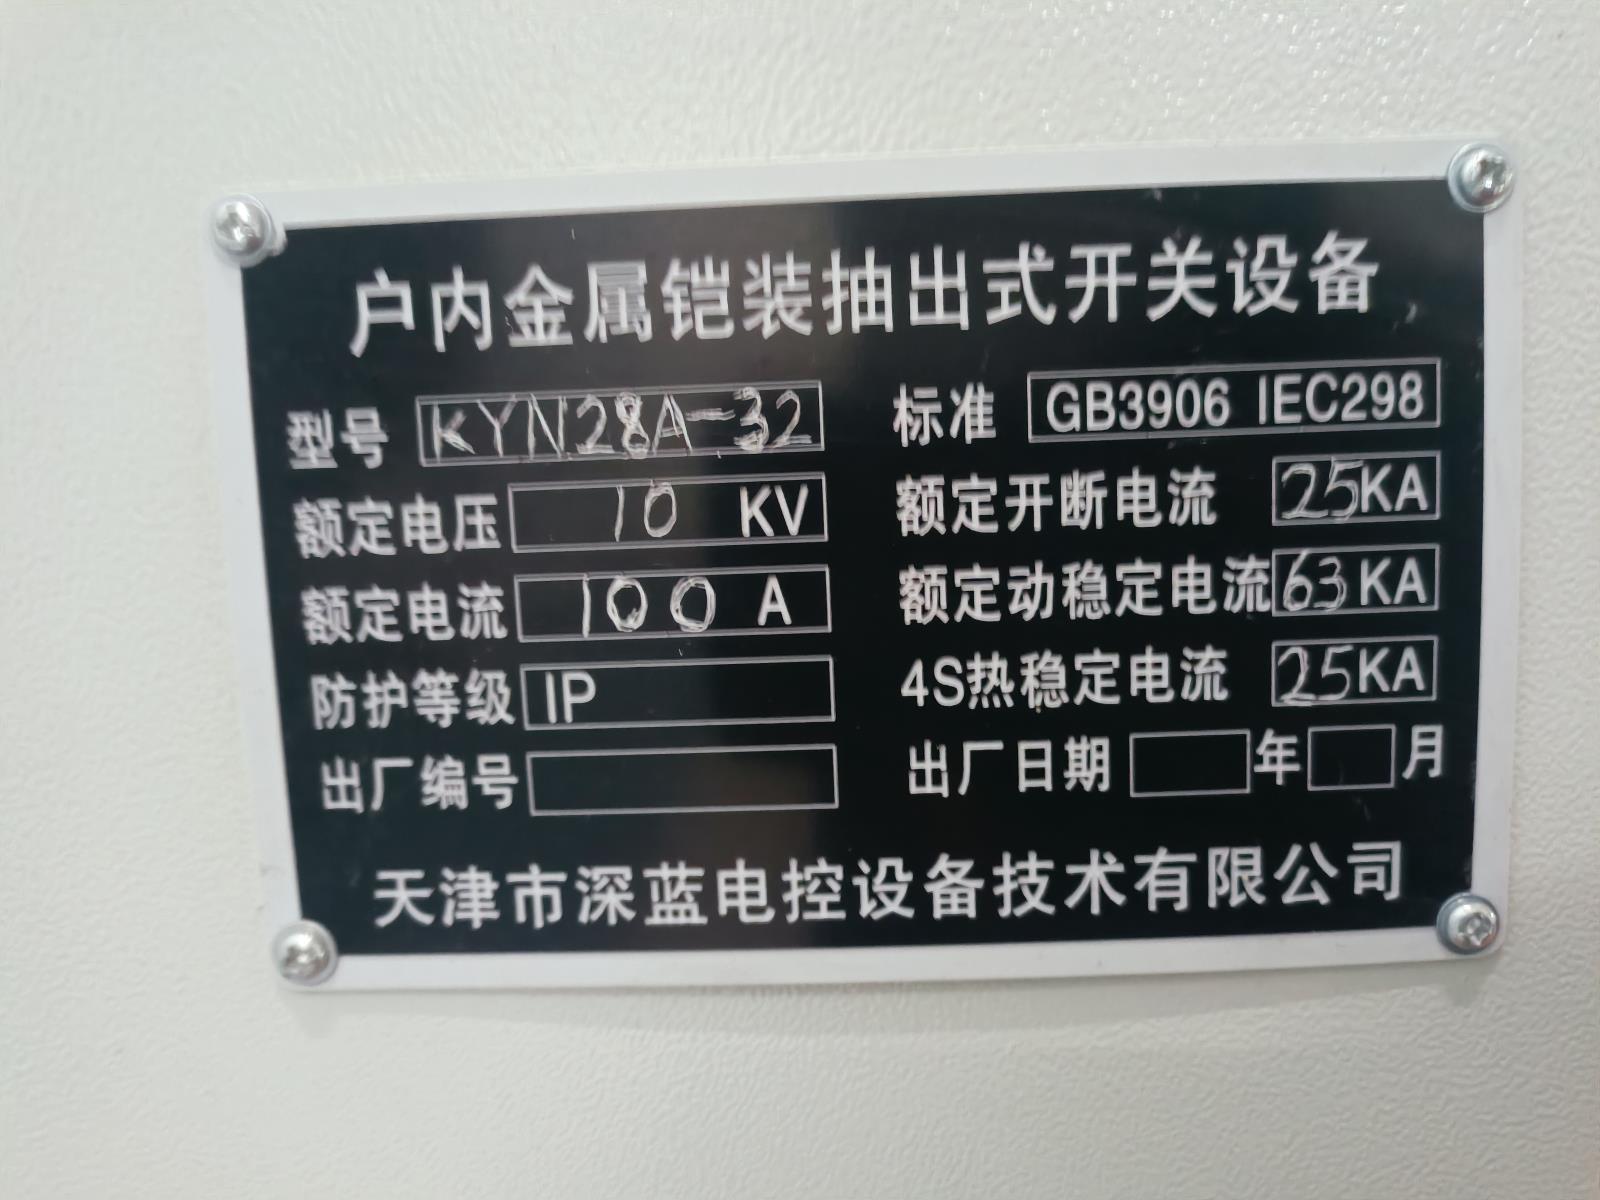 户内金属铠装抽出式开关设备
型号 KYN28A-32 标准 GB3906 IEC298
额定电压 10 KV 额定开断电流 25KA
额定电流 100 A 额定动稳定电流 63KA
防护等级 IP 4S热稳定电流 25KA
出厂编号 出厂日期 年 月
天津市深蓝电控设备技术有限公司